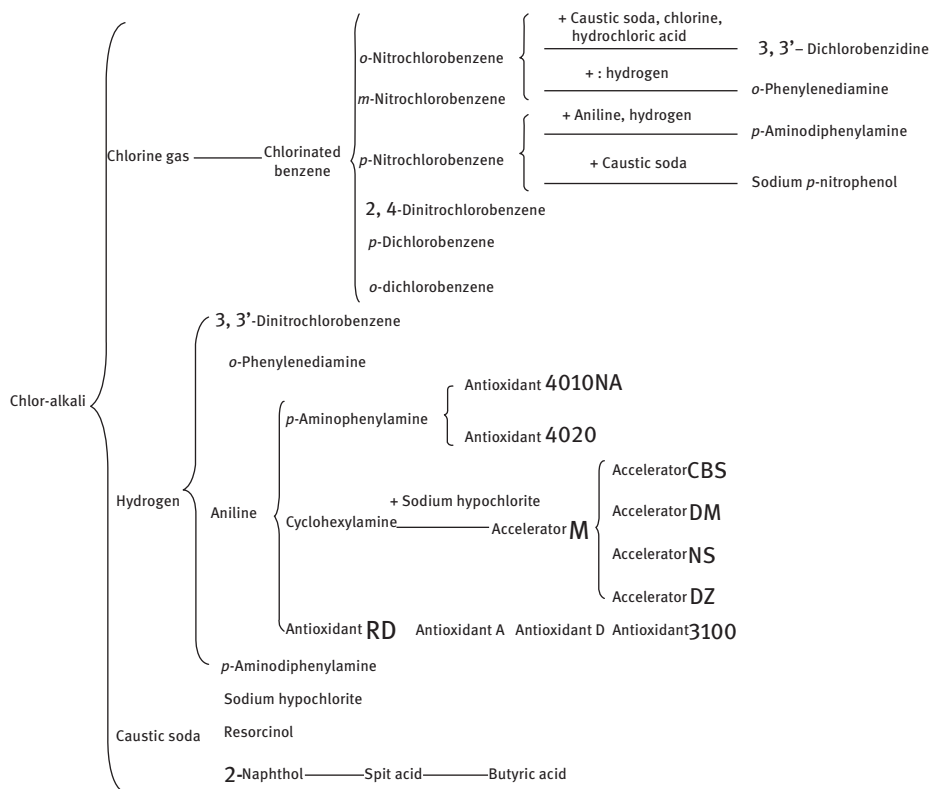 + Caustic soda, chlorine,
hydrochloric acid
o-Nitrochlorobenzene
3, 3’– Dichlorobenzidine
+ : hydrogen
m-Nitrochlorobenzene
o-Phenylenediamine
+ Aniline, hydrogen
p-Aminodiphenylamine
Chlorine gas
Chlorinated
benzene
p-Nitrochlorobenzene
+ Caustic soda
Sodium p-nitrophenol
2, 4-Dinitrochlorobenzene
p-Dichlorobenzene
o-dichlorobenzene
3, 3’-Dinitrochlorobenzene
o-Phenylenediamine
Chlor-alkali
p-Aminophenylamine
Antioxidant 4010NA
Antioxidant 4020
Hydrogen
Aniline
Cyclohexylamine
+ Sodium hypochlorite
Accelerator M
Accelerator CBS
Accelerator DM
Accelerator NS
Accelerator DZ
Antioxidant RD Antioxidant A Antioxidant D Antioxidant 3100
p-Aminodiphenylamine
Sodium hypochlorite
Caustic soda
Resorcinol
2-Naphthol Spit acid Butyric acid